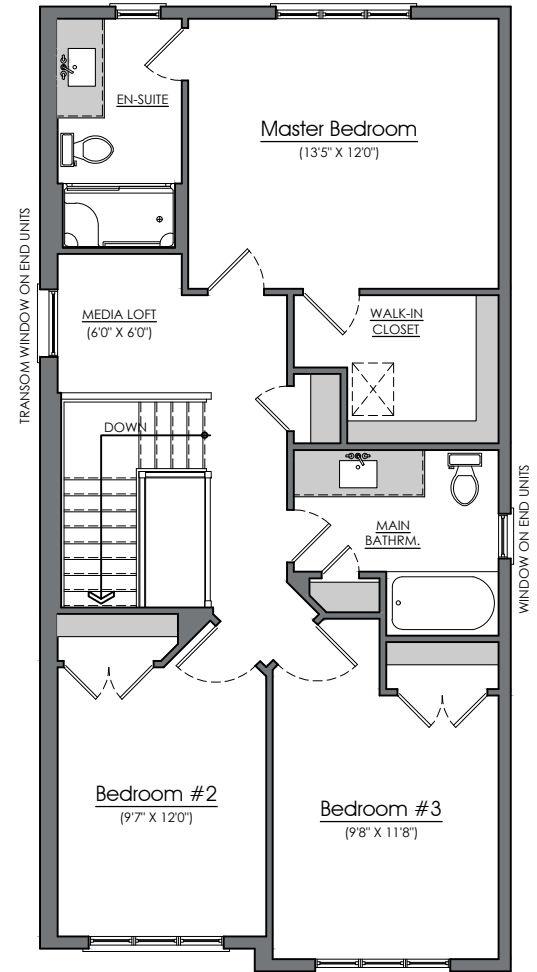 EN-SUITE
Master Bedroom
(13'5" X 12'0")
TRANSOM WINDOW ON END UNITS
MEDIA LOFT
(6'0" X 6'0")
WALK-IN
CLOSET
DOWN
MAIN
BATHRM.
WINDOW ON END UNITS
Bedroom #2
(9'7" X 12'0")
Bedroom #3
(9'8" X 11'8")